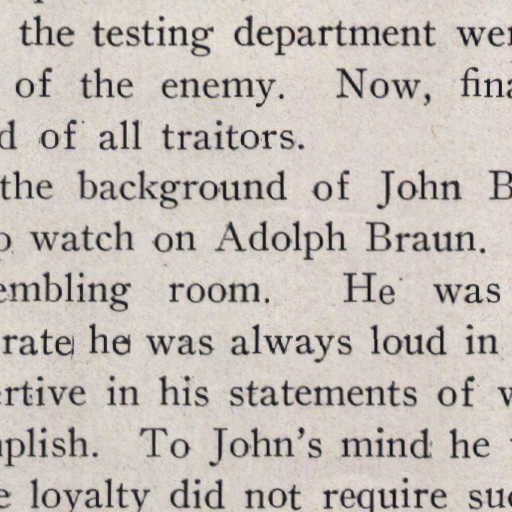 the testing department wer
of the enemy. Now, fina
d of all traitors.
the background of John B
o watch on Adolph Braun.
embling room. He was
rate he was always loud in
ertive in his statements of w
plish. To John's mind he
e loyalty did not require suc